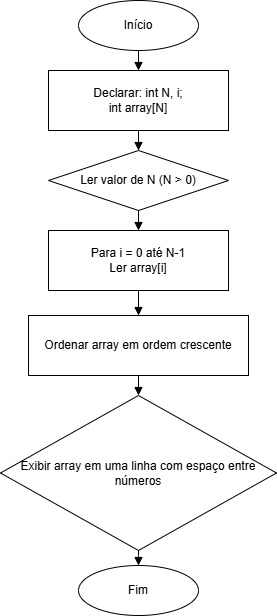 Início
Declarar: int N, i;
int array[N]
Ler valor de N (N > 0)
Para i = 0 até N-1
Ler array[i]
Ordenar array em ordem crescente
Exibir array em uma linha com espaço entre
números
Fim